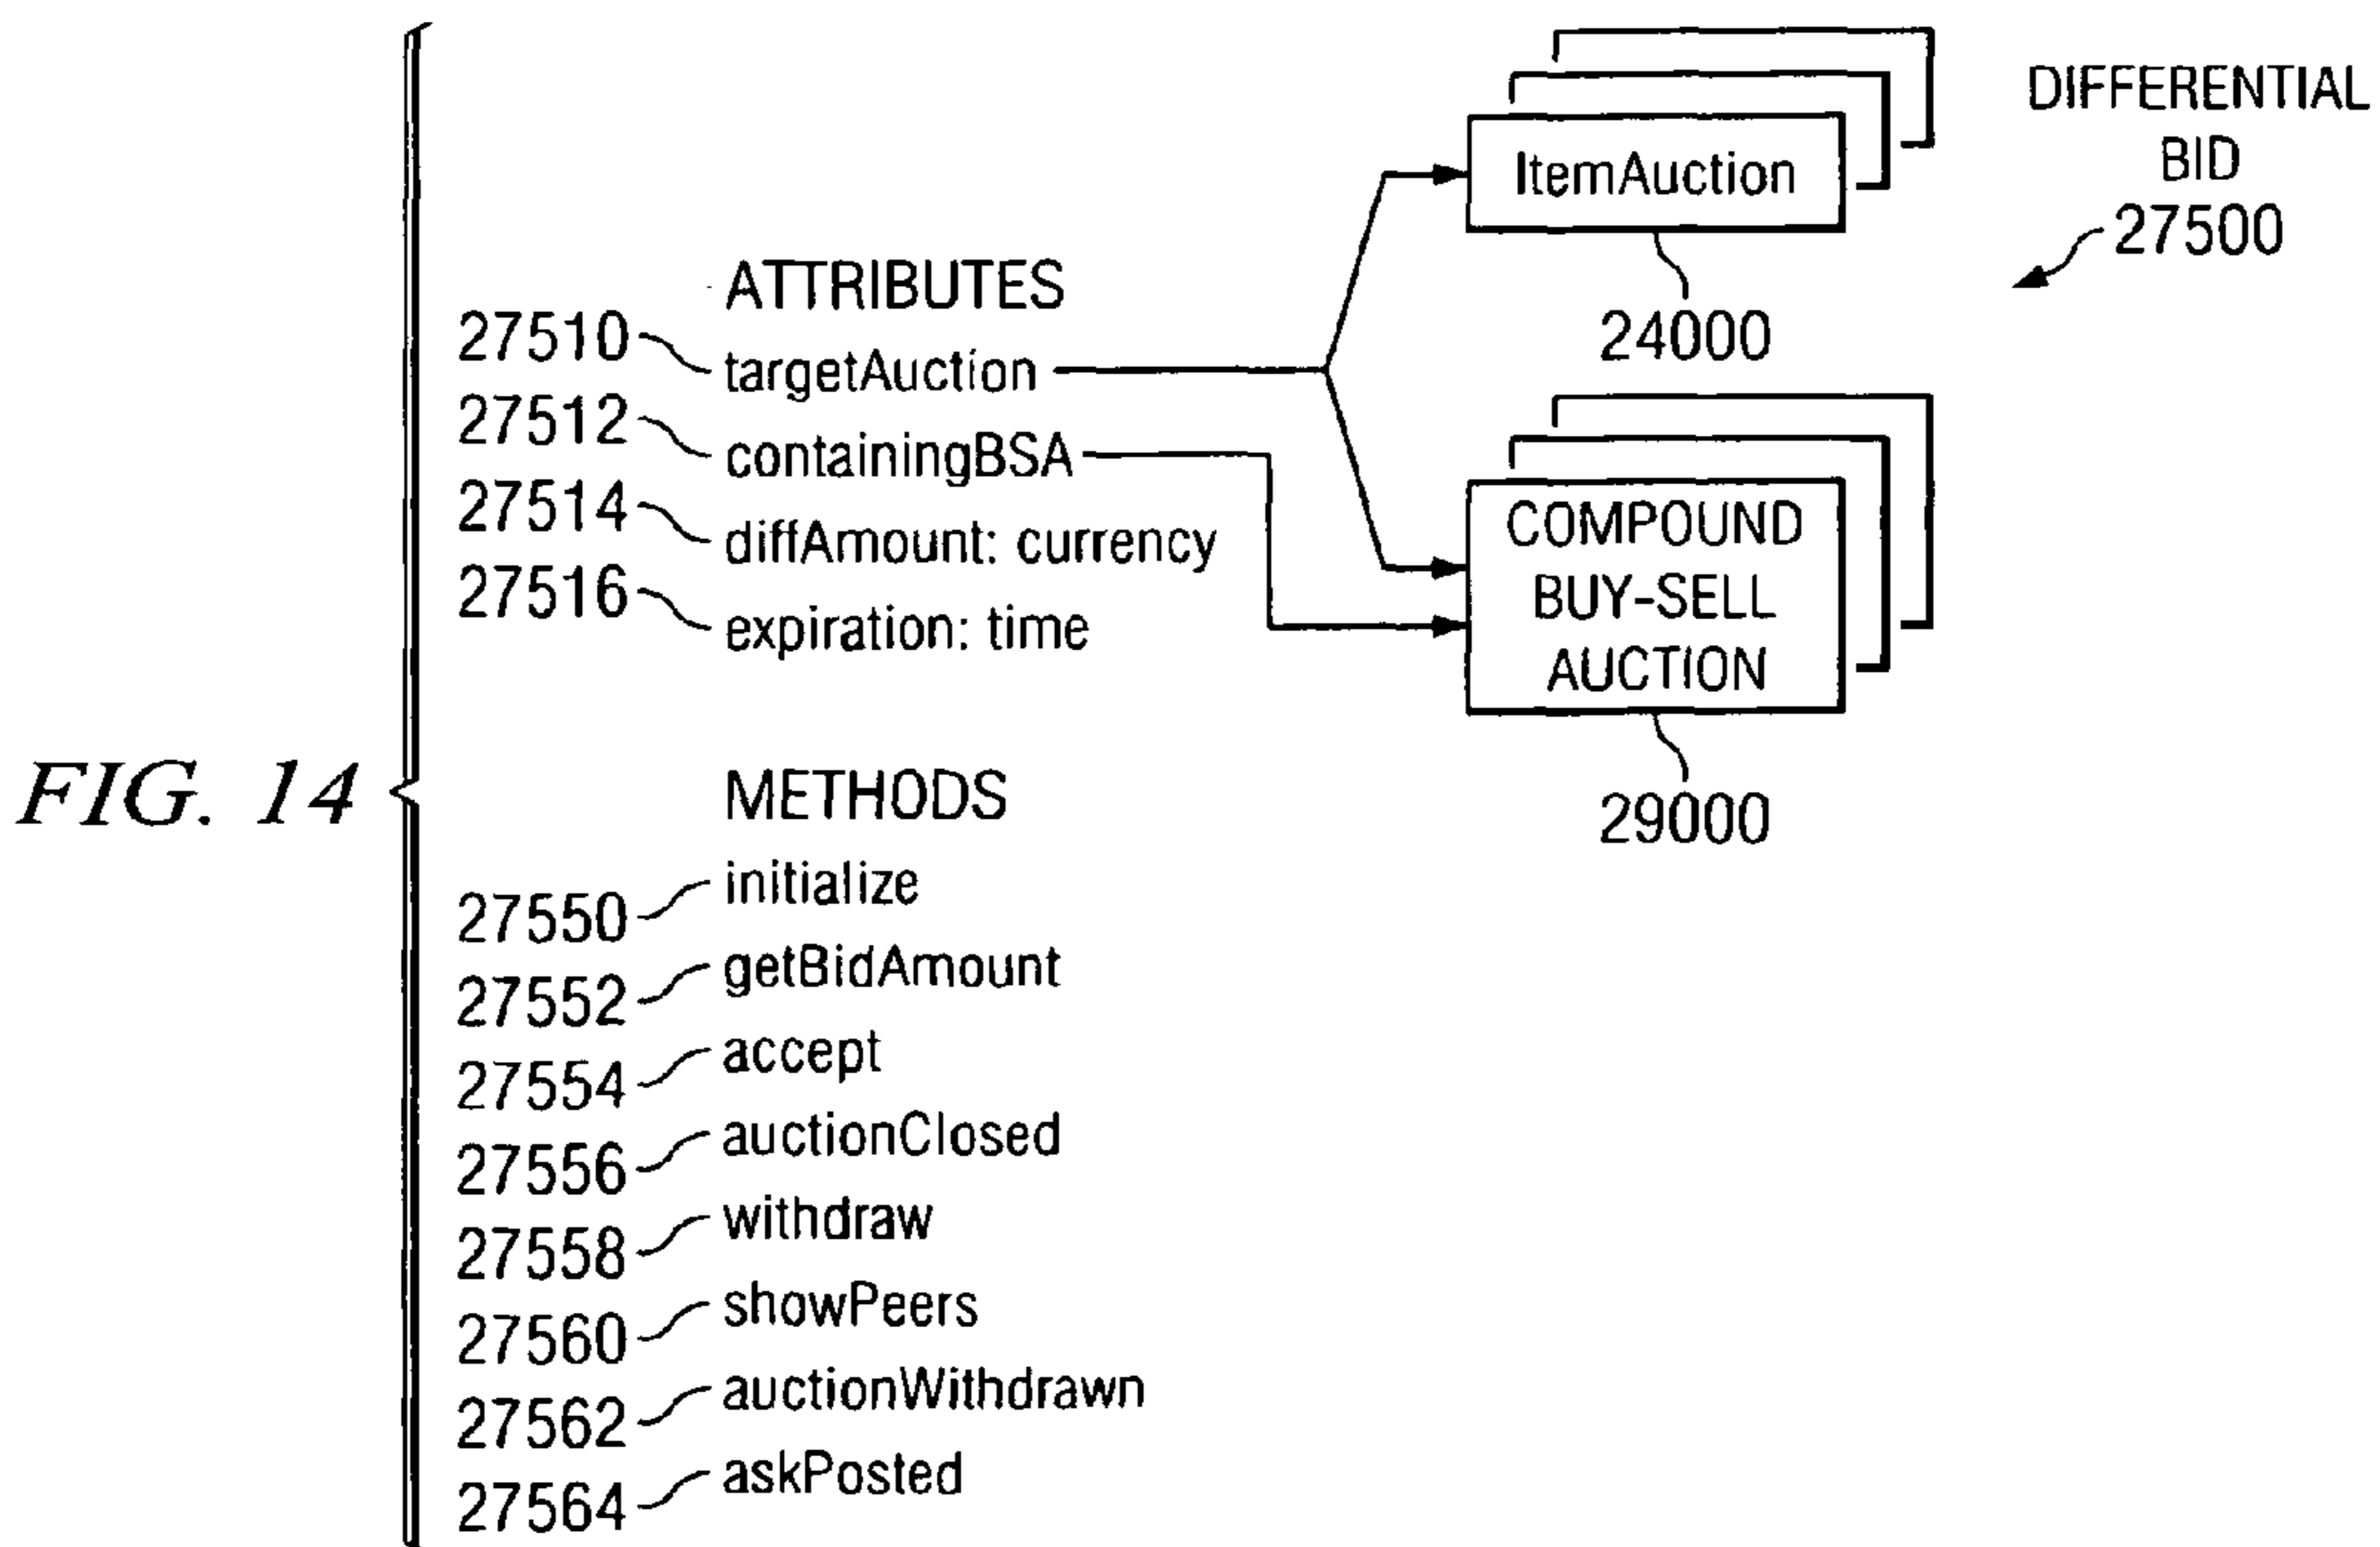 DIFFERENTIAL
BID
27500
ItemAuction
24000
ATTRIBUTES
27510 targetAuction
27512 containingBSA
27514 diffAmount: currency
27516 expiration: time
COMPOUND
BUY-SELL
AUCTION
29000
FIG. 14
METHODS
27550 initialize
27552 getBidAmount
27554 accept
27556 auctionClosed
27558 withdraw
27560 showPeers
27562 auctionWithdrawn
27564 askPosted